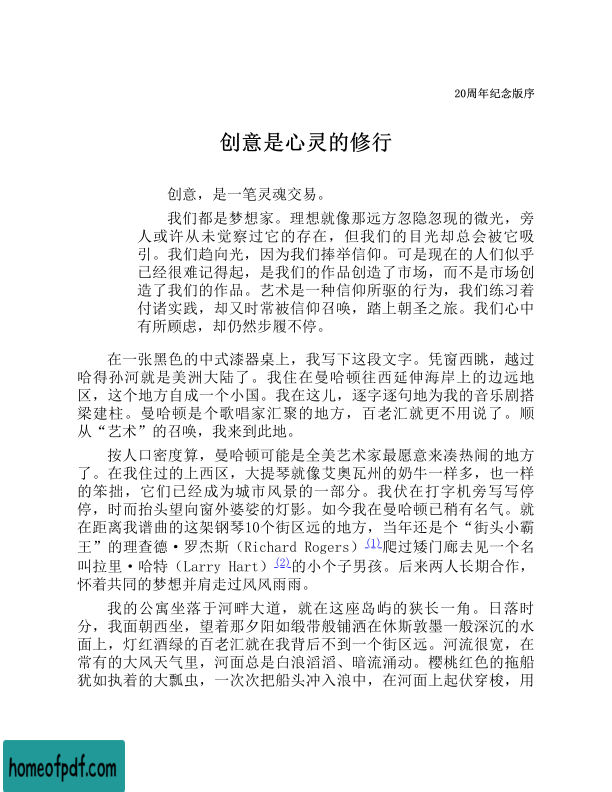 20周年纪念版序
创意是心灵的修行
创意，是一笔灵魂交易。
我们都是梦想家。理想就像那远方忽隐忽现的微光，旁
人或许从未觉察过它的存在，但我们的目光却总会被它吸
引。我们趋向光，因为我们捧举信仰。可是现在的人们似乎
已经很难记得起，是我们的作品创造了市场，而不是市场创
造了我们的作品。艺术是一种信仰所驱的行为，我们练习着
付诸实践，却又时常被信仰召唤，踏上朝圣之旅。我们心中
有所顾虑，却仍然步履不停。
在一张黑色的中式漆器桌上，我写下这段文字。凭窗西眺，越过
哈得孙河就是美洲大陆了。我住在曼哈顿往西延伸海岸上的边远地
区，这个地方自成一个小国。我在这儿，逐字逐句地为我的音乐剧搭
梁建柱。曼哈顿是个歌唱家汇聚的地方，百老汇就更不用说了。顺
从“艺术”的召唤，我来到此地。
按人口密度算，曼哈顿可能是全美艺术家最愿意来凑热闹的地方
了。在我住过的上西区，大提琴就像艾奥瓦州的奶牛一样多，也一样
的笨拙，它们已经成为城市风景的一部分。我伏在打字机旁写写停
停，时而抬头望向窗外婆娑的灯影。如今我在曼哈顿已稍有名气。就
在距离我谱曲的这架钢琴10个街区远的地方，当年还是个“街头小霸
王”的理查德·罗杰斯（Richard Rogers）(1)爬过矮门廊去见一个名
叫拉里·哈特（Larry Hart）(2)的小个子男孩。后来两人长期合作，
怀着共同的梦想并肩走过风风雨雨。
我的公寓坐落于河畔大道，就在这座岛屿的狭长一角。日落时
分，我面朝西坐，望着那夕阳如缎带般铺洒在休斯敦墨一般深沉的水
面上，灯红酒绿的百老汇就在我背后不到一个街区远。河流很宽，在
常有的大风天气里，河面总是白浪滔滔、暗流涌动。樱桃红色的拖船
犹如执着的大瓢虫，一次次把船头冲入浪中，在河面上起伏穿梭，用
homeofpdf.com